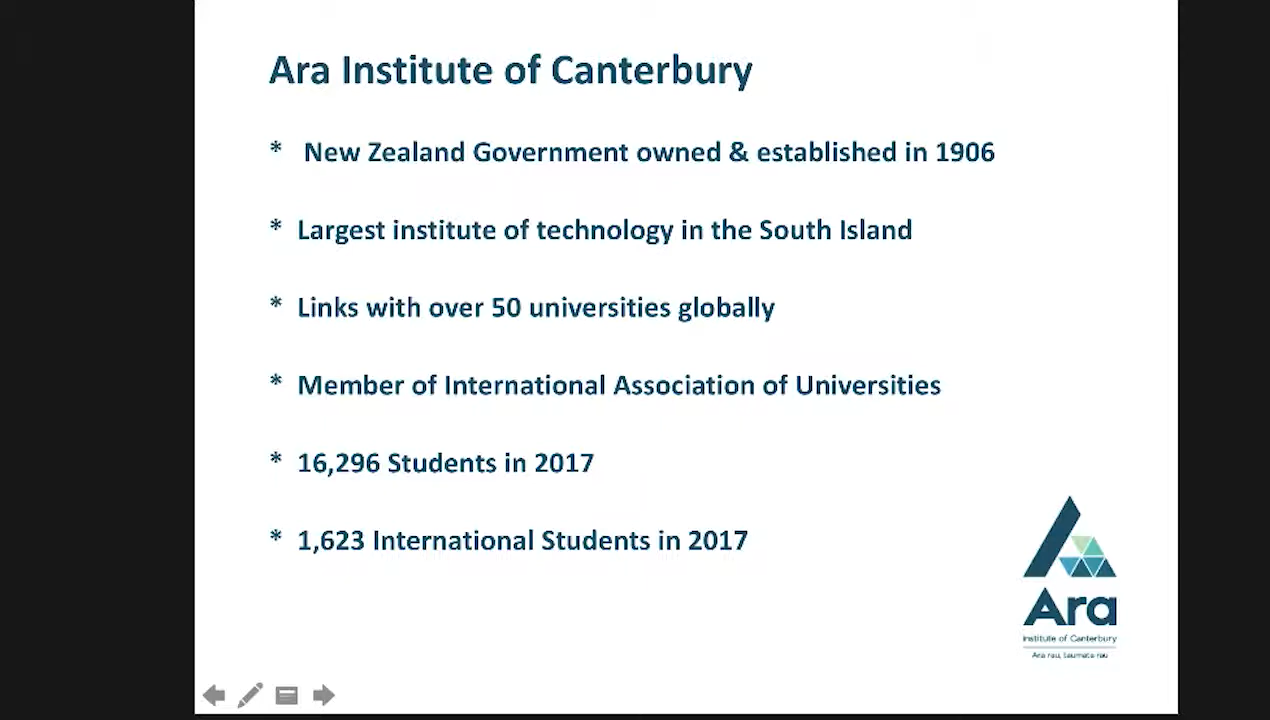 Ara Institute of Canterbury
* New Zealand Government owned & established in 1906
* Largest institute of technology in the South Island
* Links with over 50 universities globally
* Member of International Association of Universities
* 16,296 Students in 2017
* 1,623 International Students in 2017
Ara
Institute of Canterbury
Ara rau, taumata rau